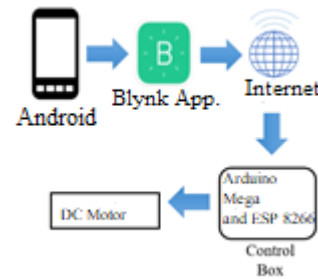 B
Android
Blynk App.
Internet
Arduino
Mega
and ESP 8266
DC Motor
Control
Box